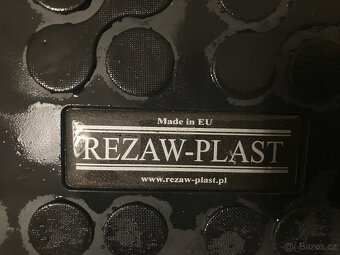 Made in EU
REZAW-PLAST
www.rezaw-plast.pl
Bazos.cz